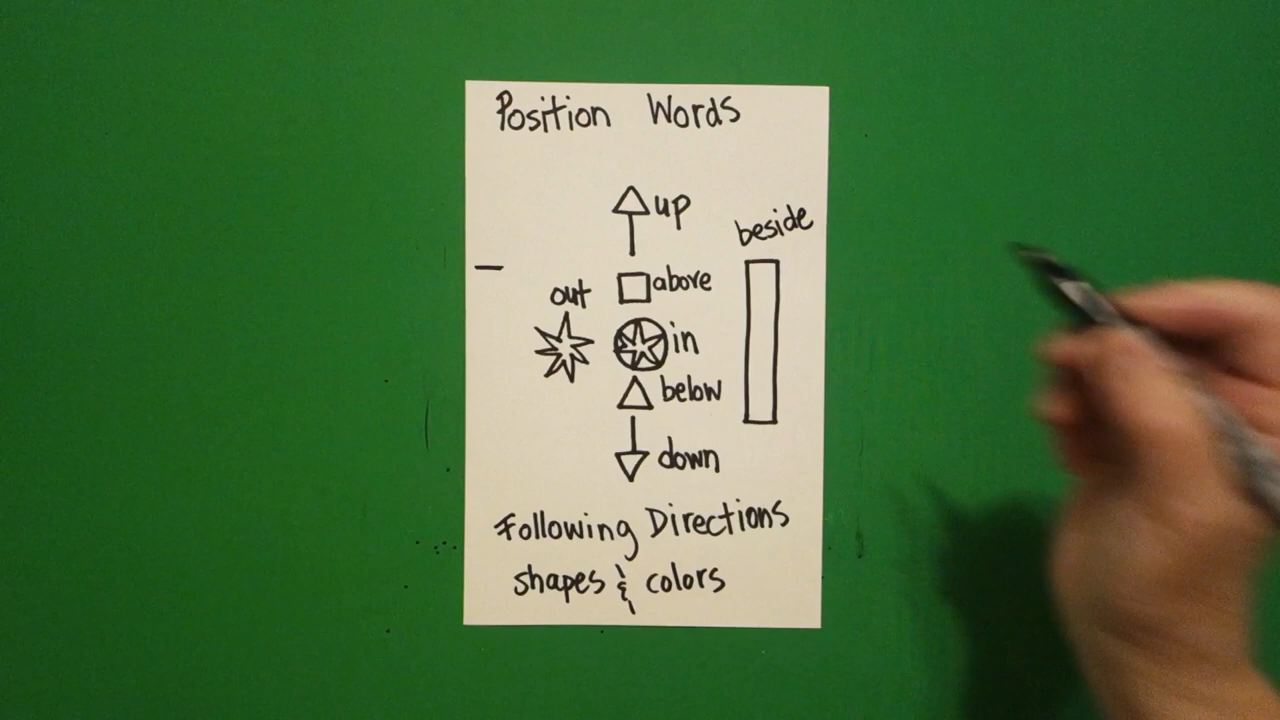 Position Words
up
beside
out
above
in
below
down
Following Directions
shapes & colors